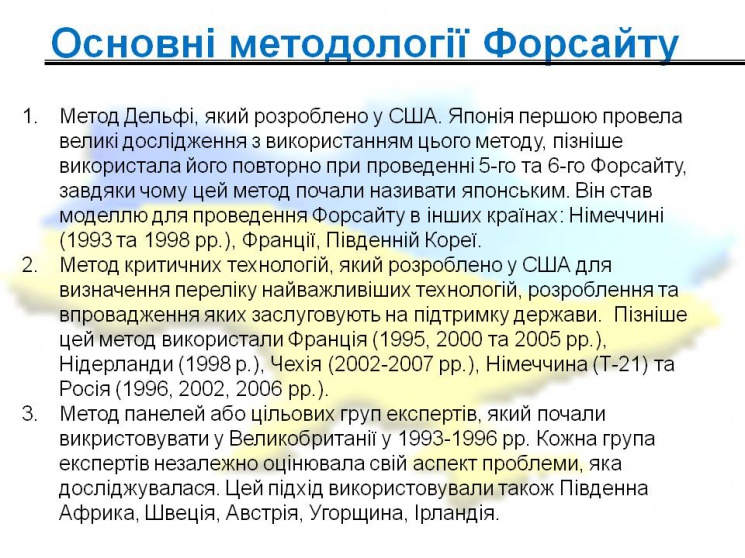 Основні методології Форсайту
1. Метод Дельфі, який розроблено у США. Японія першою провела
великі дослідження з використанням цього методу, пізніше
використала його повторно при проведенні 5-го та 6-го Форсайту,
завдяки чому цей метод почали називати японським. Він став
моделлю для проведення Форсайту в інших країнах: Німеччині
(1993 та 1998 рр.), Франції, Південній Кореї.
2. Метод критичних технологій, який розроблено у США для
визначення переліку найважливіших технологій, розроблення та
впровадження яких заслуговують на підтримку держави. Пізніше
цей метод використали Франція (1995, 2000 та 2005 рр.),
Нідерланди (1998 р.), Чехія (2002-2007 рр.), Німеччина (Т-21) та
Росія (1996, 2002, 2006 рр.).
3. Метод панелей або цільових груп експертів, який почали
викристовувати у Великобританії у 1993-1996 рр. Кожна група
експертів незалежно оцінювала свій аспект проблеми, яка
досліджувалася. Цей підхід використовували також Південна
Африка, Швеція, Австрія, Угорщина, Ірландія.